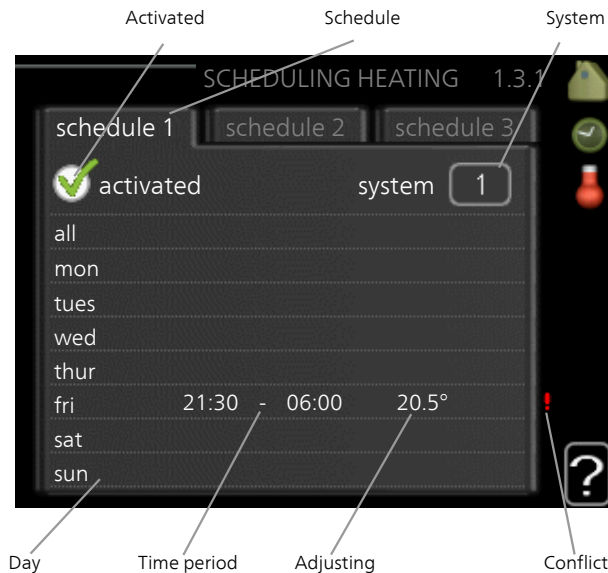 Activated Schedule System
SCHEDULING HEATING 1.3.1
schedule 1 schedule 2 schedule 3
activated system 1
all
mon
tues
wed
thur
fri 21:30 - 06:00 20.5° !
sat
sun
?
Day Time period Adjusting Conflict